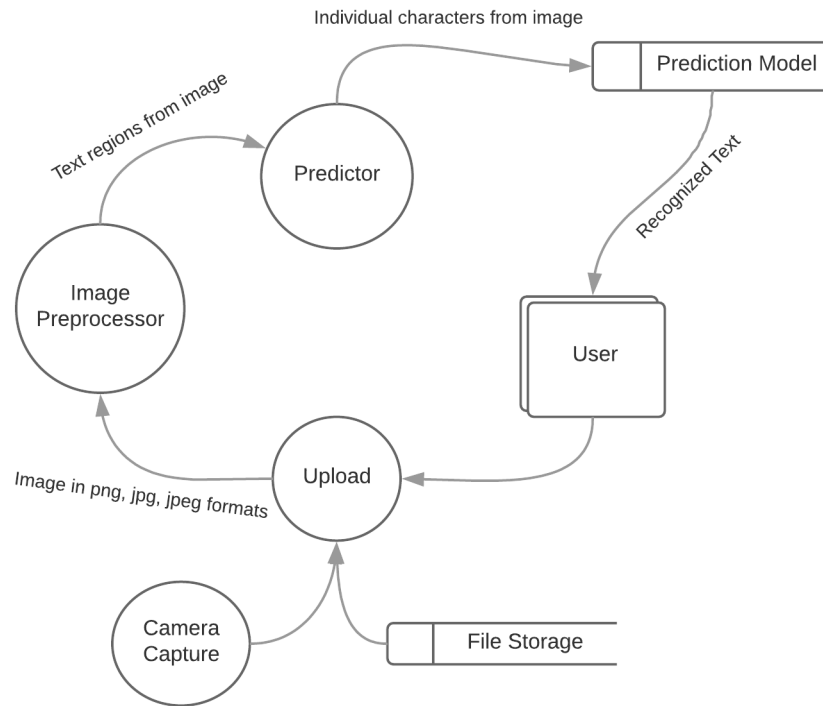 Individual characters from image
Prediction Model
Text regions from image
Predictor
Recognized Text
Image
Preprocessor
User
Upload
Image in png, jpg, jpeg formats
Camera
Capture
File Storage